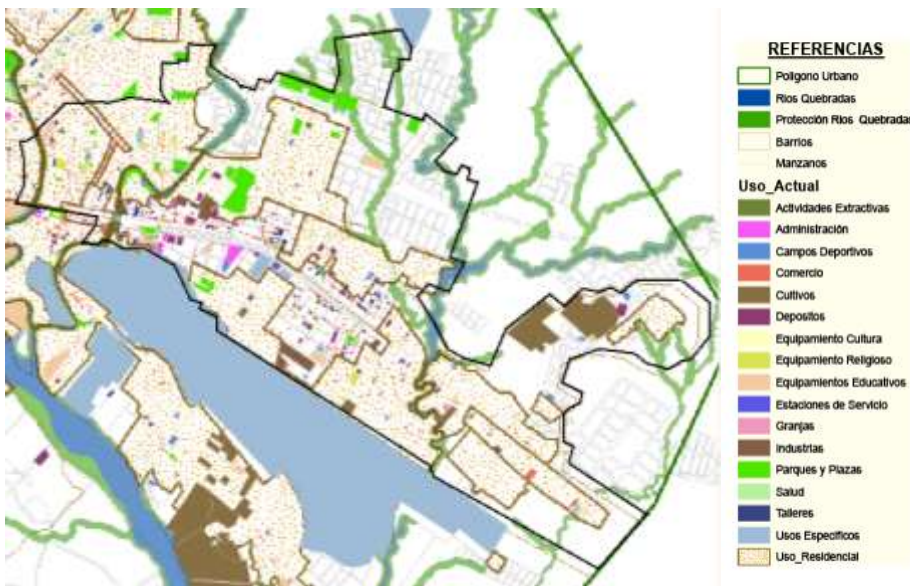 REFERENCIAS
Poligono Urbano
Rios Quebradas
Protección Rios Quebradas
Barrios
Manzanos
Uso_Actual
Actividades Extractivas
Administración
Campos Deportivos
Comercio
Cultivos
Depositos
Equipamiento Cultura
Equipamiento Religioso
Equipamientos Educativos
Estaciones de Servicio
Granjas
Industrias
Parques y Plazas
Salud
Talleres
Usos Especificos
Uso_Residencial